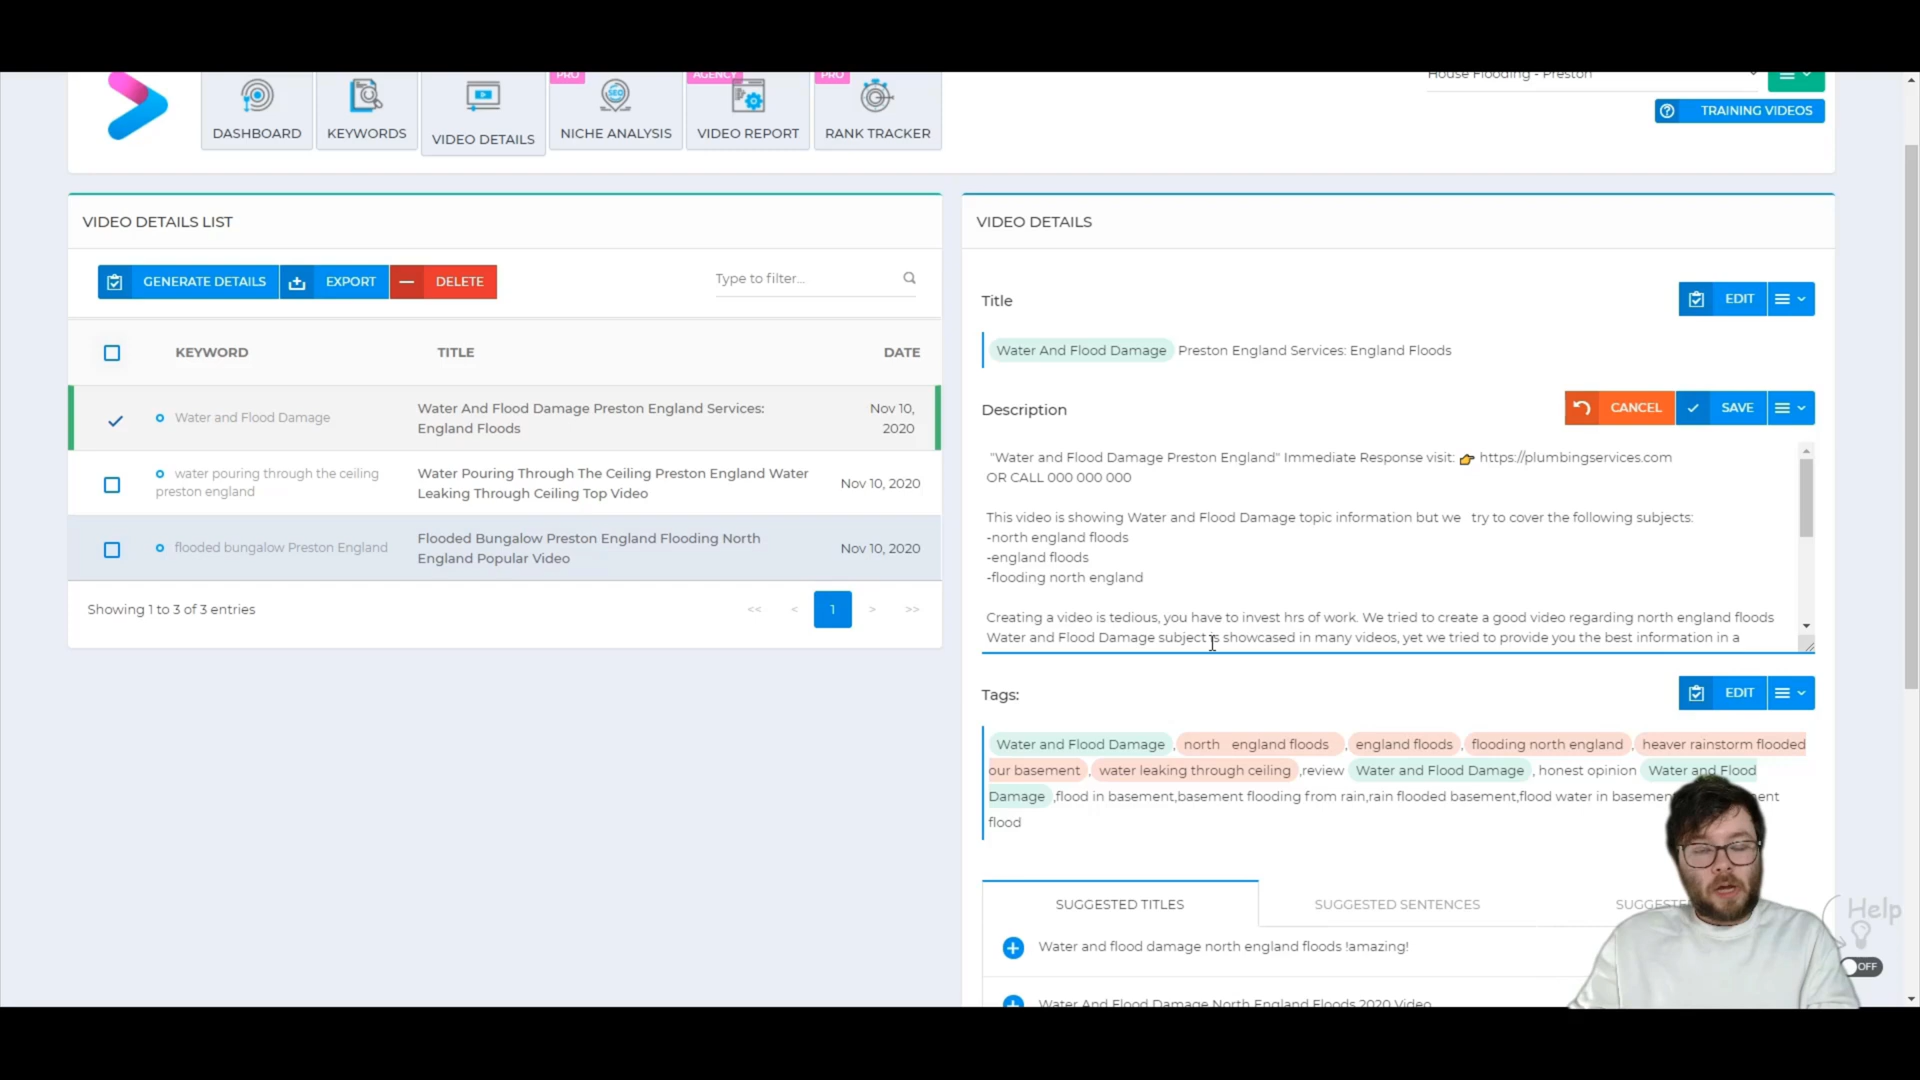 PRO
AGENCY
PRO
House Flooding - Preston
DASHBOARD
KEYWORDS
VIDEO DETAILS
NICHE ANALYSIS
SEO
VIDEO REPORT
RANK TRACKER
TRAINING VIDEOS
VIDEO DETAILS LIST
GENERATE DETAILS
EXPORT
DELETE
Type to filter...
KEYWORD
TITLE
DATE
Water and Flood Damage
Water And Flood Damage Preston England Services:
England Floods
Nov 10,
2020
water pouring through the ceiling
preston england
Water Pouring Through The Ceiling Preston England Water
Leaking Through Ceiling Top Video
Nov 10, 2020
flooded bungalow Preston England
Flooded Bungalow Preston England Flooding North
England Popular Video
Nov 10, 2020
Showing 1 to 3 of 3 entries
<<
<
1
>
>>
VIDEO DETAILS
Title
EDIT
Water And Flood Damage Preston England Services: England Floods
Description
CANCEL
SAVE
"Water and Flood Damage Preston England" Immediate Response visit: 👉 https://plumbingservices.com
OR CALL 000 000 000
This video is showing Water and Flood Damage topic information but we try to cover the following subjects:
-north england floods
-england floods
-flooding north england
Creating a video is tedious, you have to invest hrs of work. We tried to create a good video regarding north england floods
Water and Flood Damage subject is showcased in many videos, yet we tried to provide you the best information in a
Tags:
EDIT
Water and Flood Damage , north england floods , england floods , flooding north england , heaver rainstorm flooded
our basement , water leaking through ceiling ,review Water and Flood Damage , honest opinion Water and Flood
Damage ,flood in basement,basement flooding from rain,rain flooded basement,flood water in basement
flood
SUGGESTED TITLES
SUGGESTED SENTENCES
Water and flood damage north england floods !amazing!
Water And Flood Damage North England Floods 2020 Video
Help
OFF